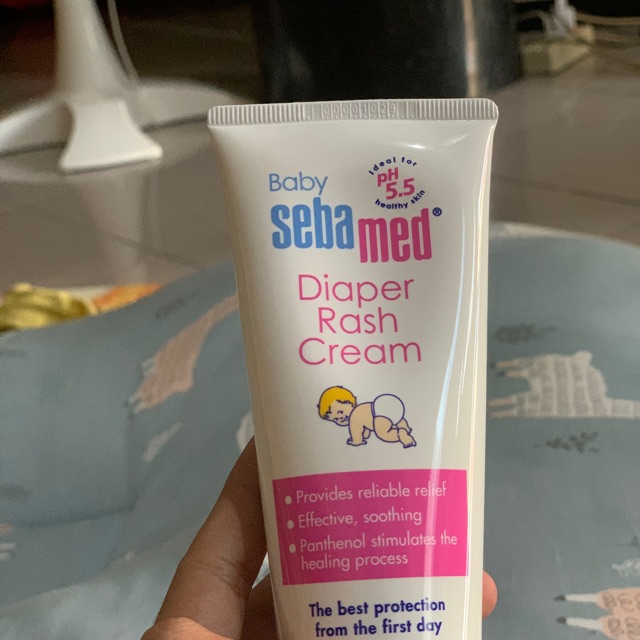 Baby
sebamed®
Ideal for
pH
5.5
healthy skin
Diaper
Rash
Cream
• Provides reliable relief
• Effective, soothing
• Panthenol stimulates the
healing process
The best protection
from the first day